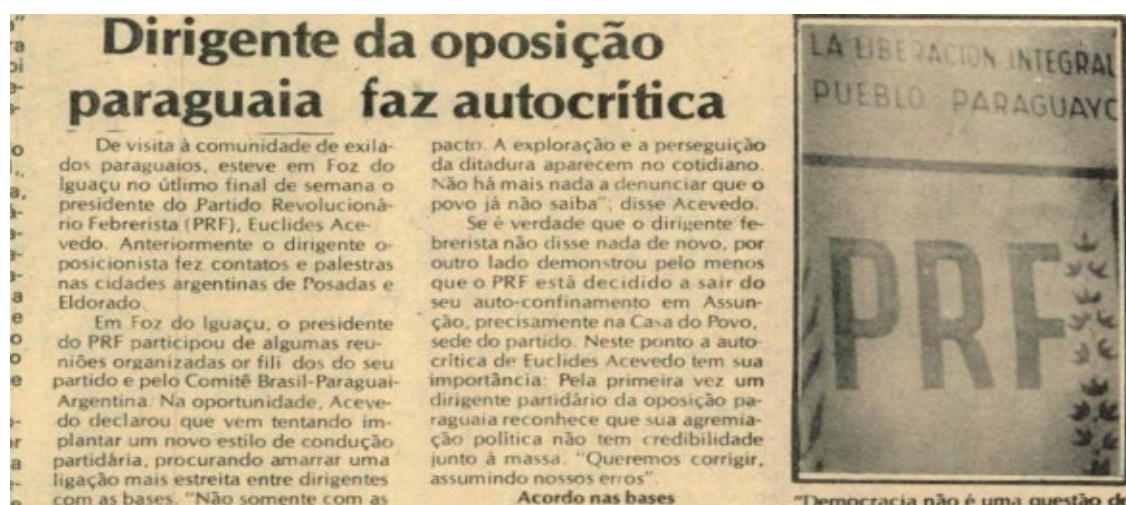 Dirigente da oposição
paraguaia faz autocrítica
De visita à comunidade de exila-
dos paraguaios, esteve em Foz do
Iguaçu no útlimo final de semana o
presidente do Partido Revolucioná-
rio Febrerista (PRF), Euclides Ace-
vedo. Anteriormente o dirigente o-
posicionista fez contatos e palestras
nas cidades argentinas de Posadas e
Eldorado.
Em Foz do Iguaçu, o presidente
do PRF participou de algumas reu-
niões organizadas or fili dos do seu
partido e pelo Comitê Brasil-Paraguai-
Argentina. Na oportunidade, Aceve-
do declarou que vem tentando im-
plantar um novo estilo de condução
partidária, procurando amarrar uma
ligação mais estreita entre dirigentes
com as bases. "Não somente com as
pacto. A exploração e a perseguição
da ditadura aparecem no cotidiano.
Não há mais nada a denunciar que o
povo já não saiba", disse Acevedo.
Se é verdade que o dirigente fe-
brerista não disse nada de novo, por
outro lado demonstrou pelo menos
que o PRF está decidido a sair do
seu auto-confinamento em Assun-
ção, precisamente na Casa do Povo,
sede do partido. Neste ponto a auto-
crítica de Euclides Acevedo tem sua
importância: Pela primeira vez um
dirigente partidário da oposição pa-
raguaia reconhece que sua agremia-
ção política não tem credibilidade
junto à massa. "Queremos corrigir,
assumindo nossos erros".
Acordo nas bases
LA LIBERACION INTEGRAL
PUEBLO PARAGUAYO
PRF
"Democracia não é uma questão de